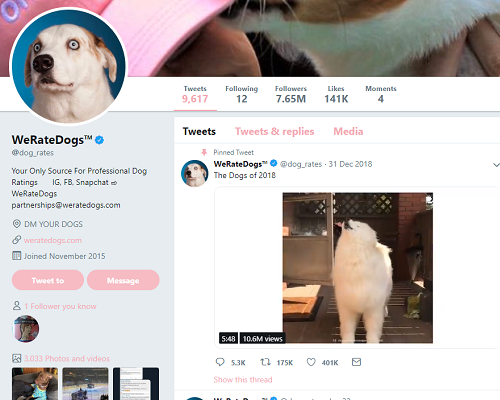 Tweets Following Followers Likes Moments
9,617 12 7.65M 141K 4
WeRateDogs™
@dog_rates
Your Only Source For Professional Dog
Ratings IG, FB, Snapchat ⇨
WeRateDogs
partnerships@weratedogs.com
DM YOUR DOGS
weratedogs.com
Joined November 2015
Tweet to Message
1 Follower you know
3,033 Photos and videos
Tweets Tweets & replies Media
Pinned Tweet
WeRateDogs™ @dog_rates · 31 Dec 2018
The Dogs of 2018
5:48 10.6M views
5.3K 175K 401K
Show this thread